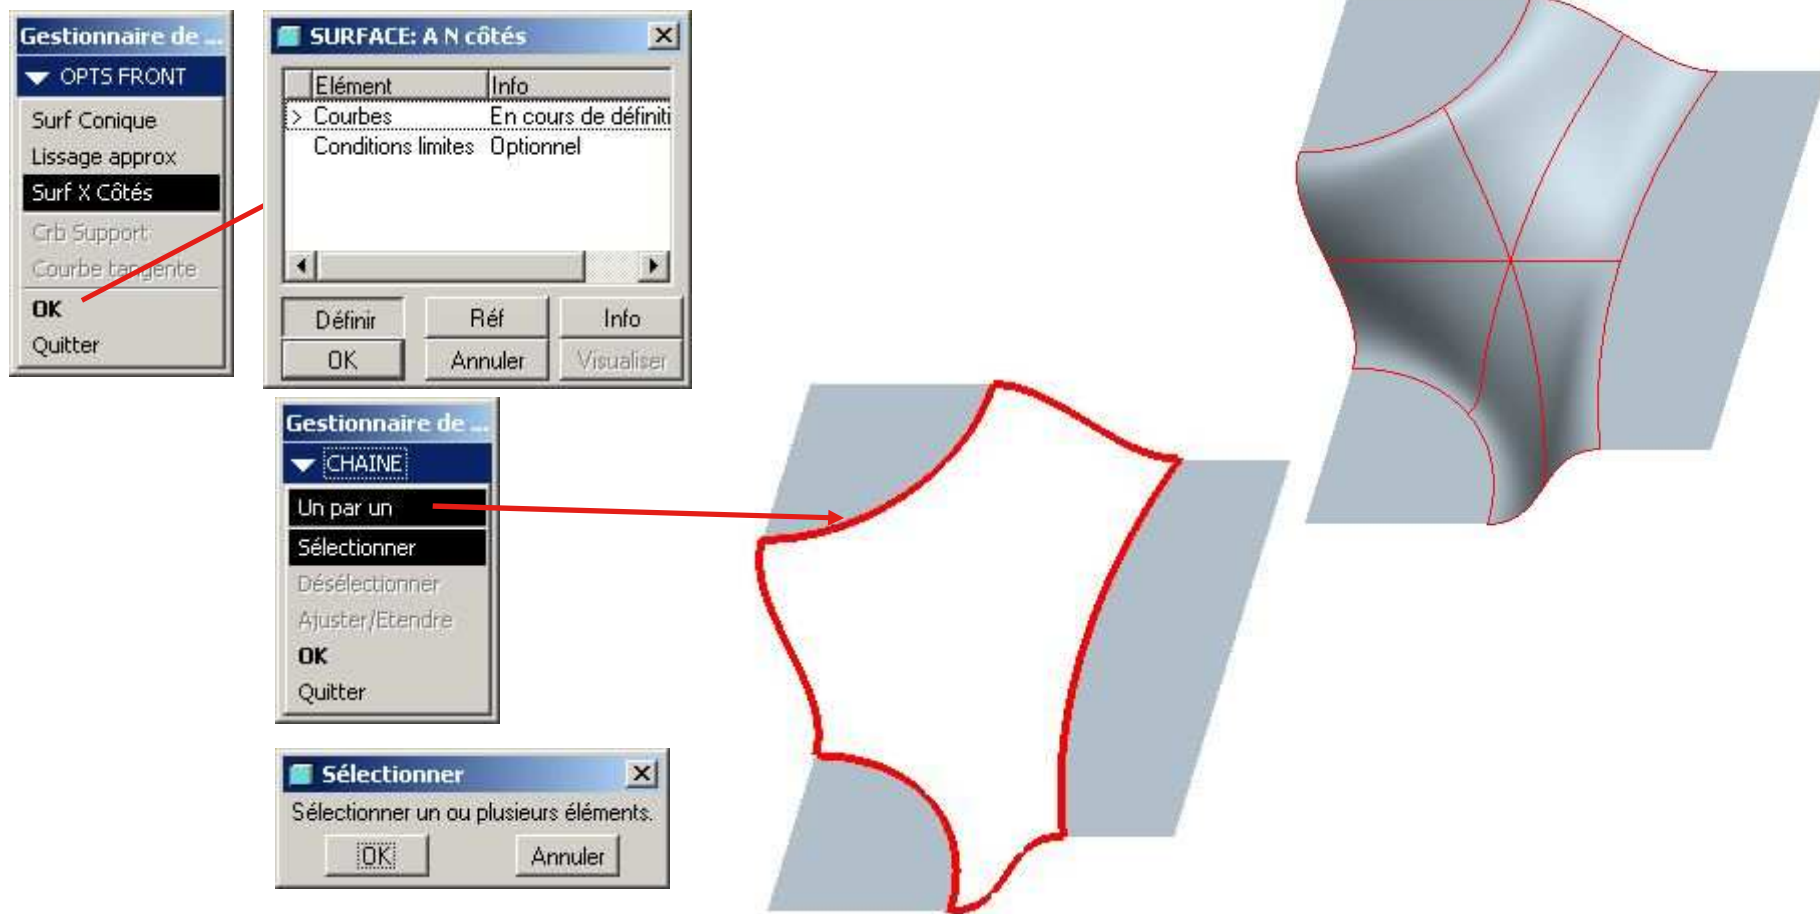 Gestionnaire de ...
OPTS FRONT
Surf Conique
Lissage approx
Surf X Côtés
Crb Support
Courbe tangente
OK
Quitter
SURFACE: A N côtés
Elément Info
> Courbes En cours de définiti
Conditions limites Optionnel
Définir Réf Info
OK Annuler Visualiser
Gestionnaire de ...
CHAINE
Un par un
Sélectionner
Désélectionner
Ajuster/Etendre
OK
Quitter
Sélectionner
Sélectionner un ou plusieurs éléments.
OK Annuler